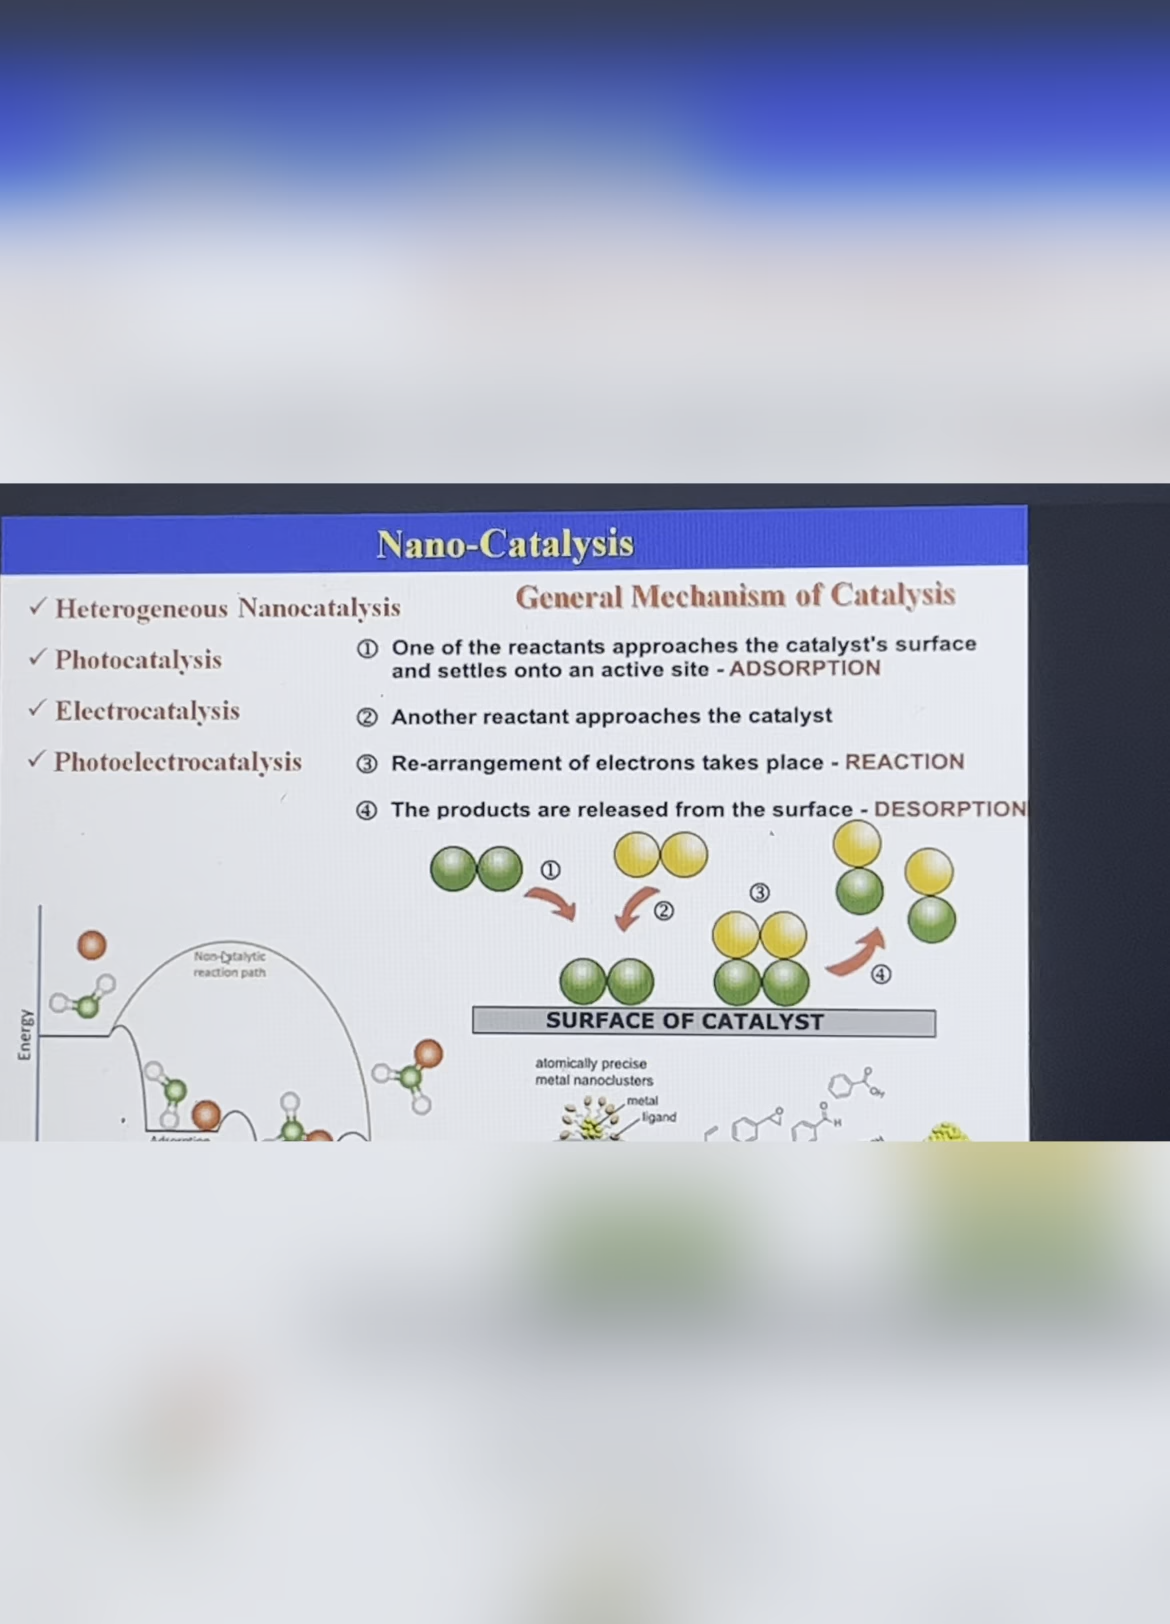 Nano-Catalysis
✓ Heterogeneous Nanocatalysis
✓ Photocatalysis
✓ Electrocatalysis
✓ Photoelectrocatalysis
General Mechanism of Catalysis
① One of the reactants approaches the catalyst's surface
and settles onto an active site - ADSORPTION
② Another reactant approaches the catalyst
③ Re-arrangement of electrons takes place - REACTION
④ The products are released from the surface - DESORPTION
①
②
③
④
SURFACE OF CATALYST
Energy
Non-Catalytic
reaction path
Adsorption
atomically precise
metal nanoclusters
metal
ligand
O
O
H
O